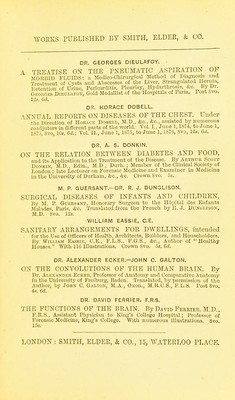 WORKS PUBLISHED BY SMITH, ELDER, & CO.
DR. GEORGES DIEULAFOY.
A TREATISE ON THE PNEUMATIC ASPIRATION OF
MORBID FLUIDS: a Medico-Chirurgical Method of Diagnosis and
Treatment of Cysts and Abscesses of the Liver, Strangulated Hernia,
Retention of Urine, Pericarditis, Pleurisy, Hydarthrosis, &c. By Dr.
GEORGES DIEULAFOY, Gold Medallist of the Hospitals of Paris. Post 8vo.
12s. 6d.
DR. HORACE DOBELL.
ANNUAL REPORTS ON DISEASES OF THE CHEST. Under
the Direction of HORACE DOBELL, M.D., &c., &c., assisted by numerous
coadjutors in different parts of the world. Vol. I., June 1, 1874, to June 1,
1875, 8vo, 10s. 6d.; Vol. II., June 1, 1875, to June 1, 1876, 8vo, 10s. 6d.
DR. A. S. DONKIN.
ON THE RELATION BETWEEN DIABETES AND FOOD,
and its Application to the Treatment of the Disease. By ARTHUR SCOTT
DONKIN, M.D., Edin., M.D., Durh.; Member of the Clinical Society of
London; late Lecturer on Forensic Medicine and Examiner in Medicine
in the University of Durham, &c., &c. Crown 8vo. 5s.
M. P. GUERSANT.—DR. R. J. DUNGLISON.
SURGICAL DISEASES OF INFANTS AND CHILDREN.
By M. P. GUERSANT, Honorary Surgeon to the Hôpital des Enfants
Malades, Paris, &c. Translated from the French by R. J. DUNGLISON,
M.D. 8vo. 12s.
WILLIAM EASSIE, C.E.
SANITARY ARRANGEMENTS FOR DWELLINGS, intended
for the Use of Officers of Health, Architects, Builders, and Householders.
By WILLIAM EASSIE, C.E., F.L.S., F.G.S., &c., Author of "Healthy
Houses." With 116 Illustrations. Crown 8vo. 5s. 6d.
DR. ALEXANDER ECKER.—JOHN C. GALTON.
ON THE CONVOLUTIONS OF THE HUMAN BRAIN. By
Dr. ALEXANDER ECKER, Professor of Anatomy and Comparative Anatomy
in the University of Freiburg, Baden. Translated, by permission of the
Author, by JOHN C. GALTON, M.A., Oxon., M.R.C.S., F.L.S. Post 8vo.
4s. 6d.
DR. DAVID FERRIER, F.R.S.
THE FUNCTIONS OF THE BRAIN. By DAVID FERRIER, M.D.,
F.R.S., Assistant Physician to King's College Hospital; Professor of
Forensic Medicine, King's College. With numerous Illustrations. 8vo.
15s.
LONDON: SMITH, ELDER, & CO., 15, WATERLOO PLACE.